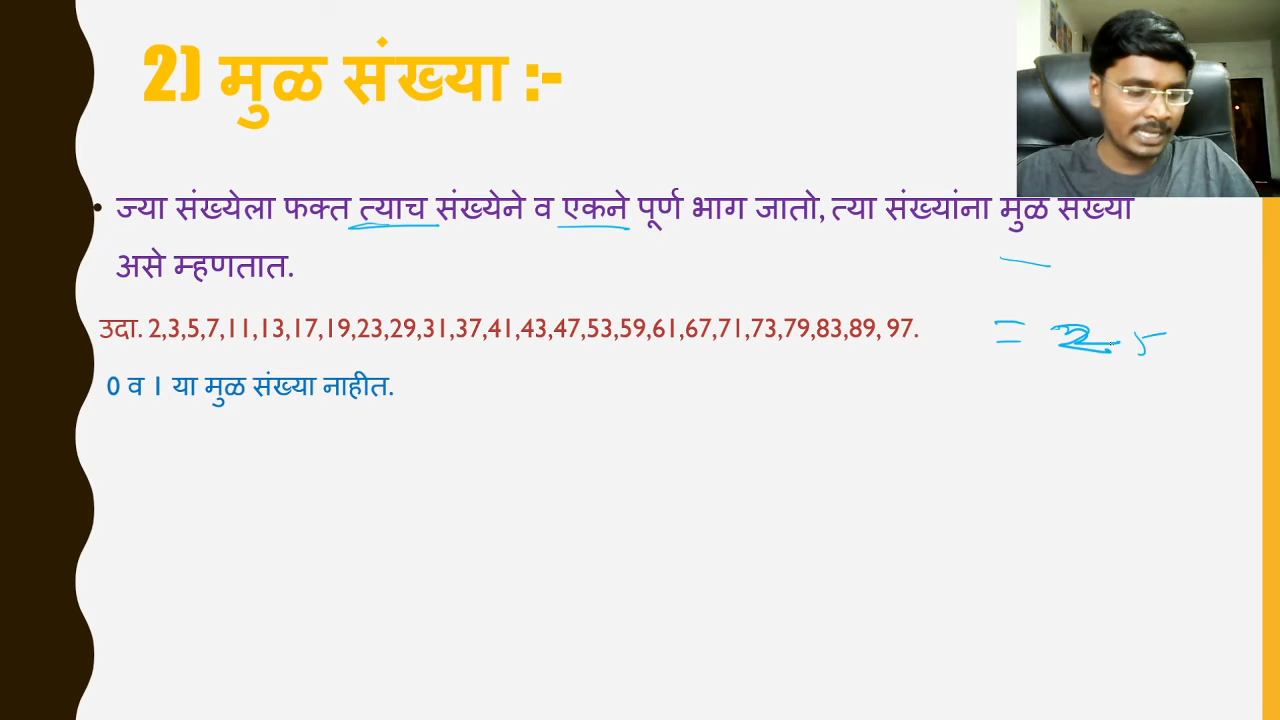 2) मुळ संख्या :-
• ज्या संख्येला फक्त त्याच संख्येने व एकने पूर्ण भाग जातो, त्या संख्यांना मुळ संख्या
असे म्हणतात.
उदा. 2,3,5,7,11,13,17,19,23,29,31,37,41,43,47,53,59,61,67,71,73,79,83,89, 97.
0 व 1 या मुळ संख्या नाहीत.